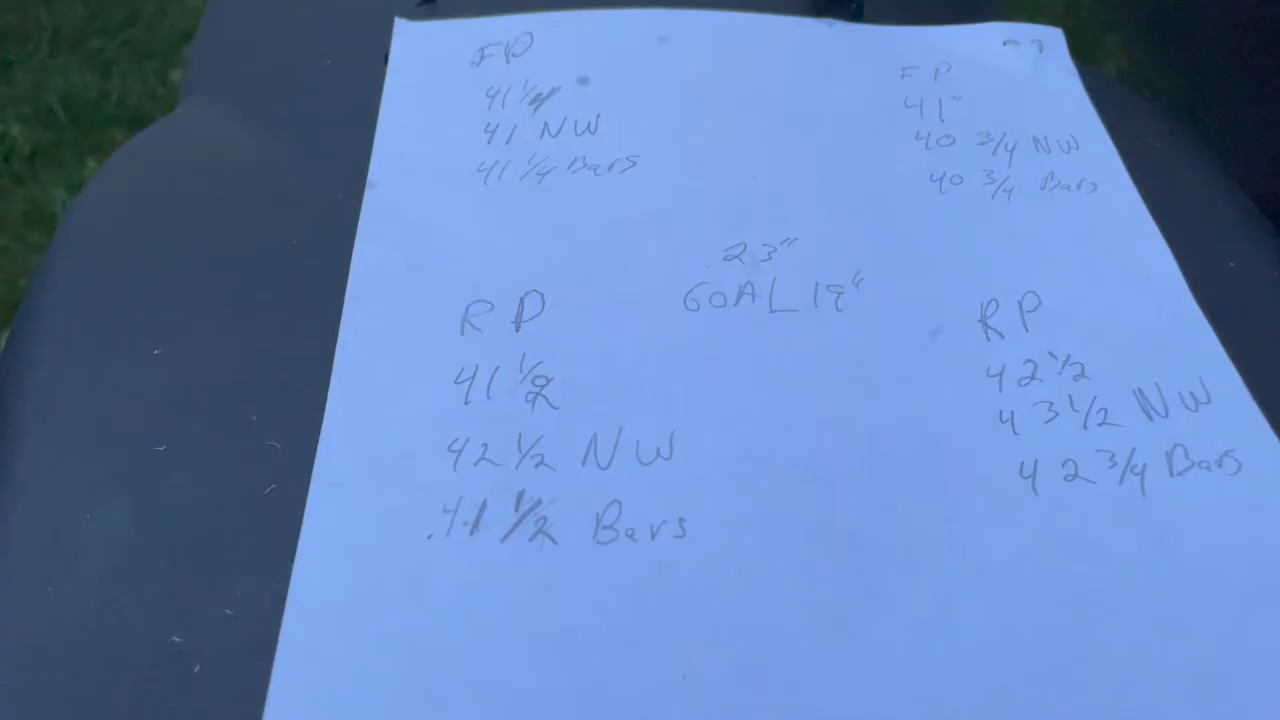 FP
41 1/4
41 NW
41 1/4 Bars
FP
41"
40 3/4 NW
40 3/4 Bars
23"
GOAL 19"
RP
41 1/2
42 1/2 NW
41 1/2 Bars
RP
42 1/2
43 1/2 NW
42 3/4 Bars